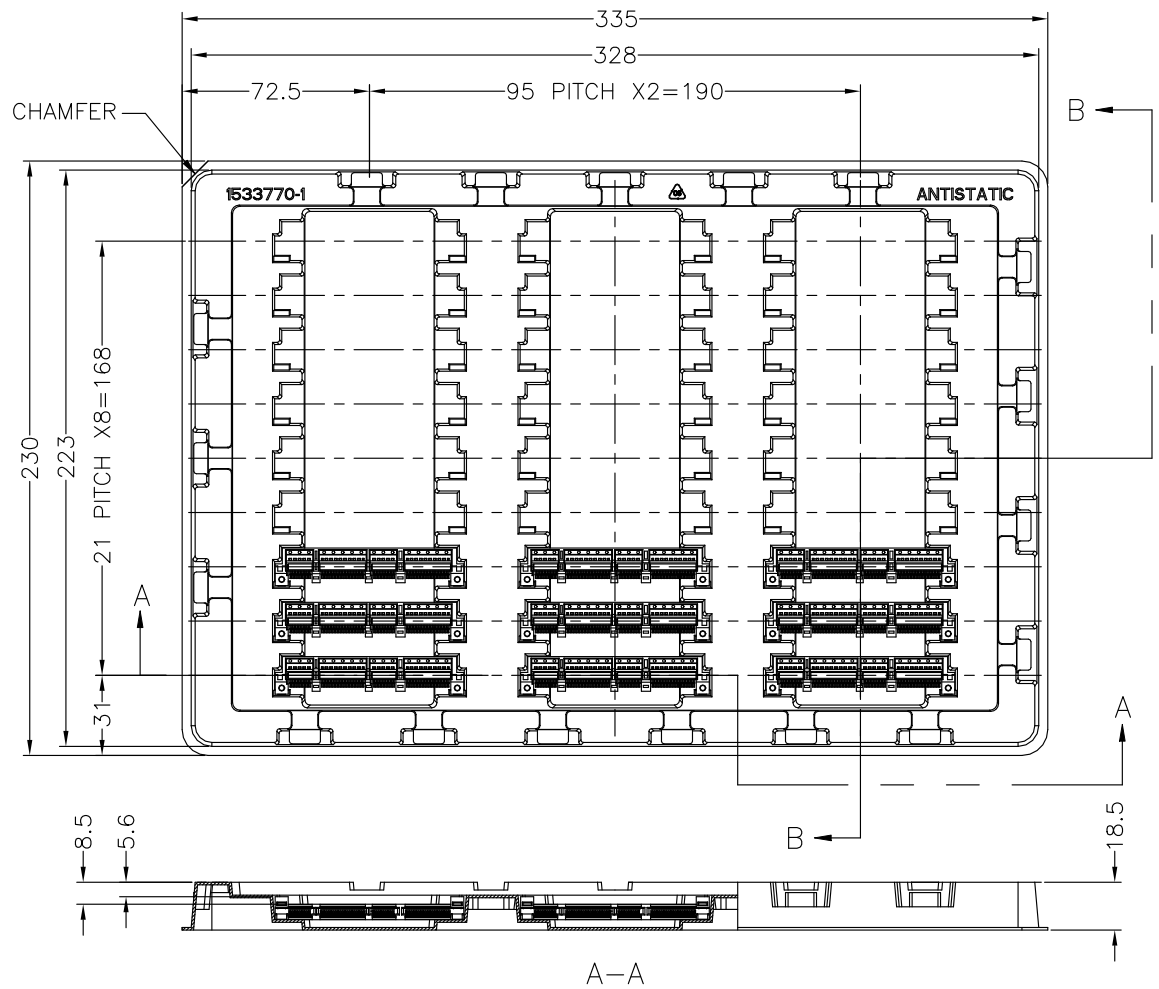 335
328
72.5
95 PITCH X2=190
B
CHAMFER
1533770-1
ANTISTATIC
230
223
21 PITCH X8=168
A
31
A
B
8.5
5.6
18.5
A-A